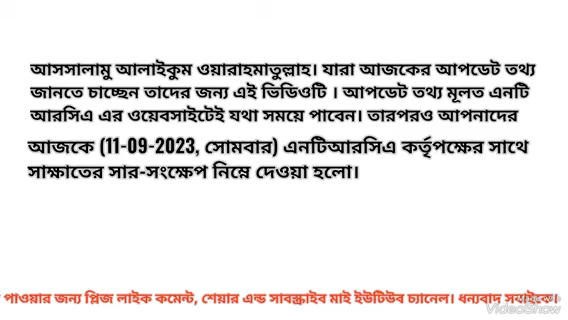 আসসালামু আলাইকুম ওয়ারাহমাতুল্লাহ। যারা আজকের আপডেট তথ্য
জানতে চাচ্ছেন তাদের জন্য এই ভিডিওটি । আপডেট তথ্য মূলত এনটি
আরসিএ এর ওয়েবসাইটেই যথা সময়ে পাবেন। তারপরও আপনাদের
আজকে (11-09-2023, সোমবার) এনটিআরসিএ কর্তৃপক্ষের সাথে
সাক্ষাতের সার-সংক্ষেপ নিম্নে দেওয়া হলো।
পাওয়ার জন্য প্লিজ লাইক কমেন্ট, শেয়ার এন্ড সাবস্ক্রাইব মাই ইউটিউব চ্যানেল। ধন্যবাদ সবাইকে।
VideoShow